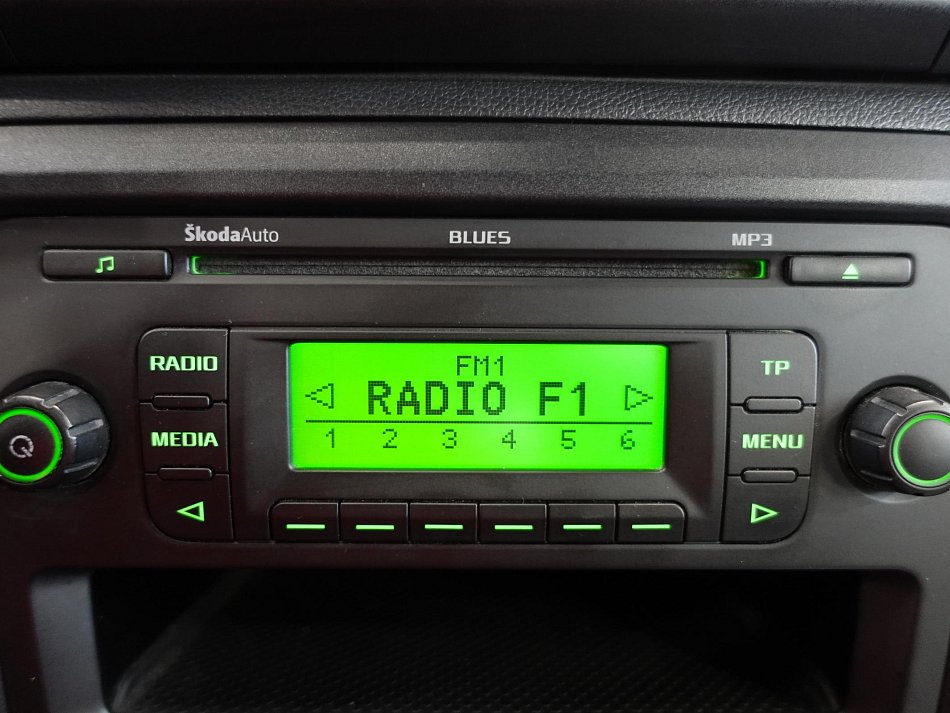 ŠkodaAuto BLUES MP3
RADIO TP
FM1
RADIO F1
MEDIA MENU
1 2 3 4 5 6